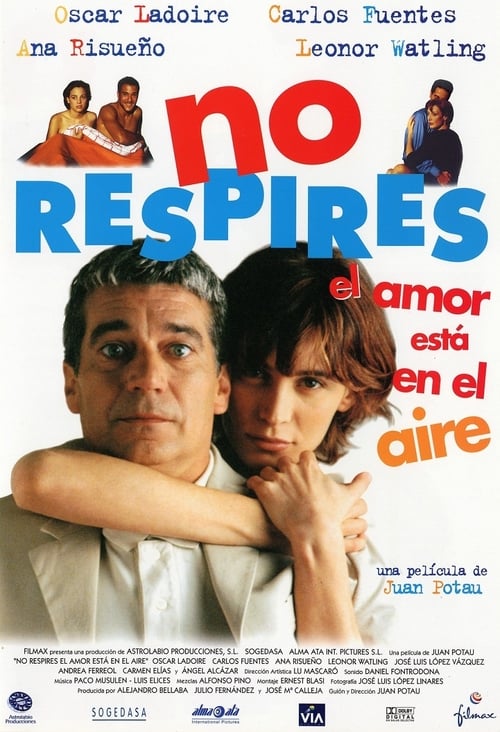 Oscar Ladoire Carlos Fuentes
Ana Risueño Leonor Watling
no
RESPIRES
el amor
está
en el
aire
una película de
Juan Potau
FILMAX presenta una producción de ASTROLABIO PRODUCCIONES, S.L. SOGEDASA ALMA ATA INT. PICTURES S.L. Una película de JUAN POTAU
"NO RESPIRES EL AMOR ESTÁ EN EL AIRE" OSCAR LADOIRE CARLOS FUENTES ANA RISUEÑO LEONOR WATLING JOSÉ LUIS LÓPEZ VÁZQUEZ
ANDREA FERREOL CARMEN ELÍAS y ÁNGEL ALCÁZAR Dirección Artística LU MASCARÓ Sonido DANIEL FONTRODONA
Música PACO MUSULEN - LUIS ELICES Mezclas ALFONSO PINO Montaje ERNEST BLASI Fotografía JOSÉ LUIS LÓPEZ LINARES
Producida por ALEJANDRO BELLABA JULIO FERNÁNDEZ y JOSÉ Mª CALLEJA Guión y Dirección JUAN POTAU
Astrolabio
Producciones
SOGEDASA
alma ata
International Pictures
VIA
DOLBY
DIGITAL
filmax